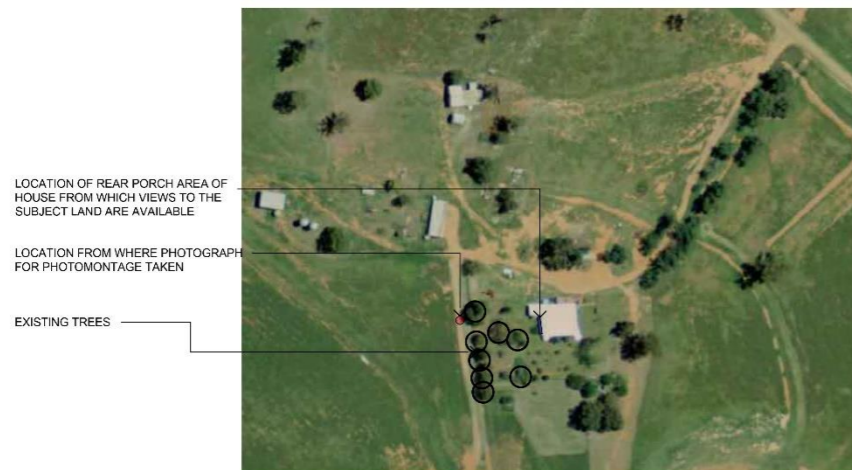 LOCATION OF REAR PORCH AREA OF
HOUSE FROM WHICH VIEWS TO THE
SUBJECT LAND ARE AVAILABLE
LOCATION FROM WHERE PHOTOGRAPH
FOR PHOTOMONTAGE TAKEN
EXISTING TREES